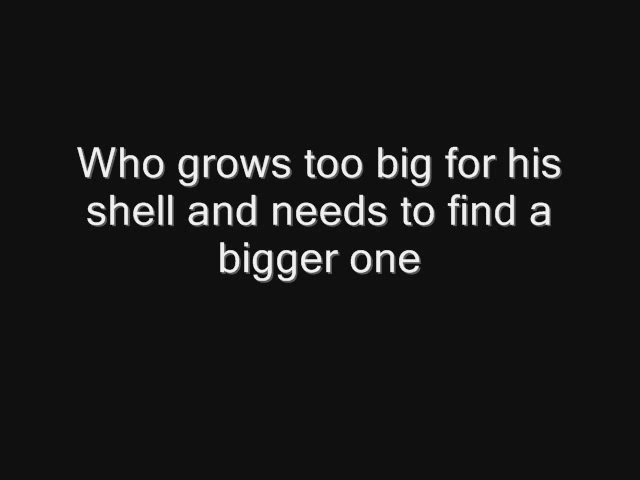 Who grows too big for his
shell and needs to find a
bigger one